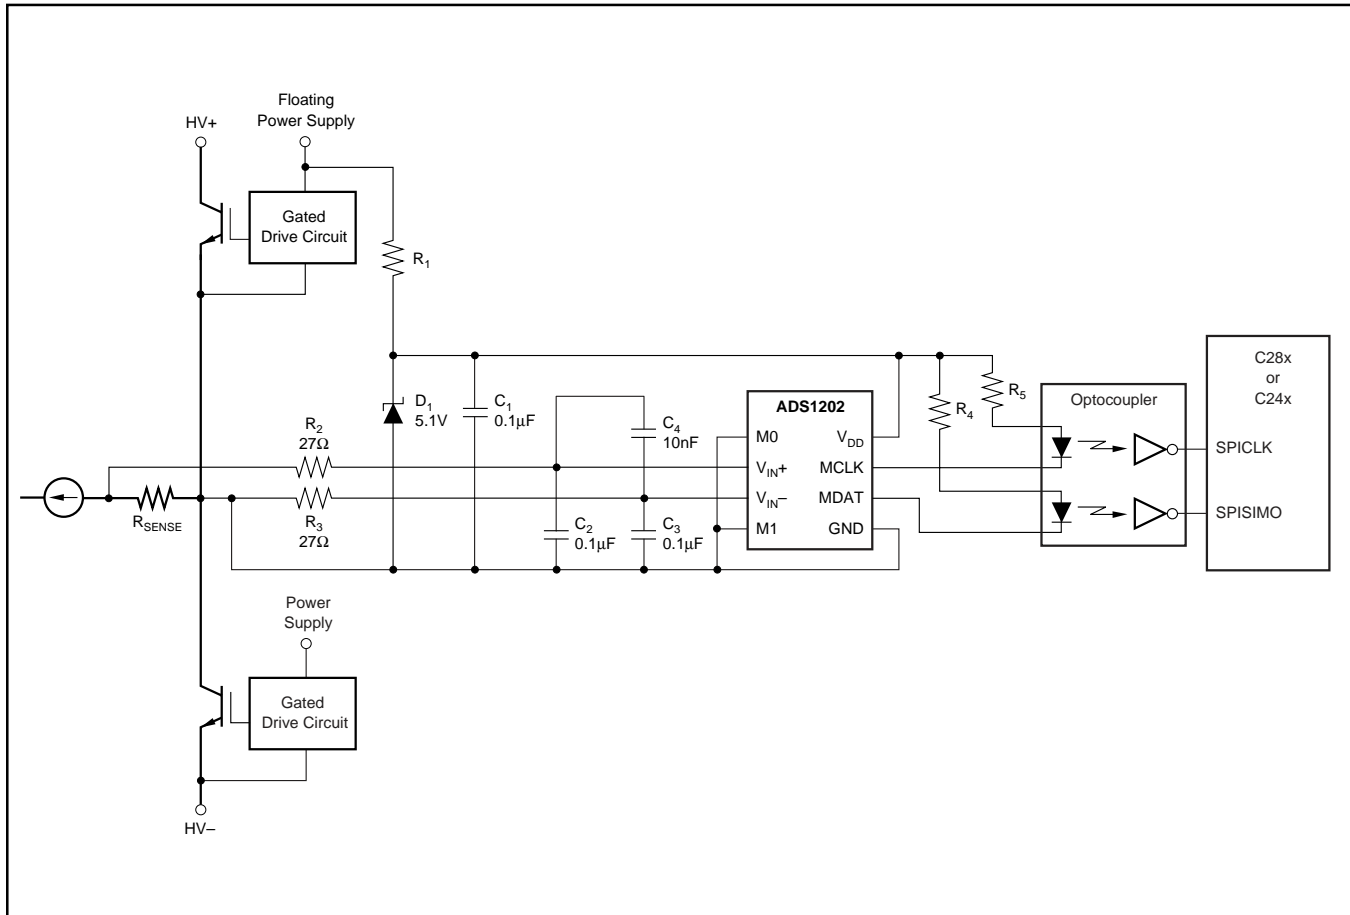 Floating
Power Supply
HV+
Gated
Drive Circuit
R1
D1
5.1V
C1
0.1μF
R2
27Ω
C4
10nF
ADS1202
M0
VDD
VIN+
MCLK
VIN–
MDAT
M1
GND
R4
R5
Optocoupler
C28x
or
C24x
SPICLK
SPISIMO
RSENSE
R3
27Ω
C2
0.1μF
C3
0.1μF
Power
Supply
Gated
Drive Circuit
HV–